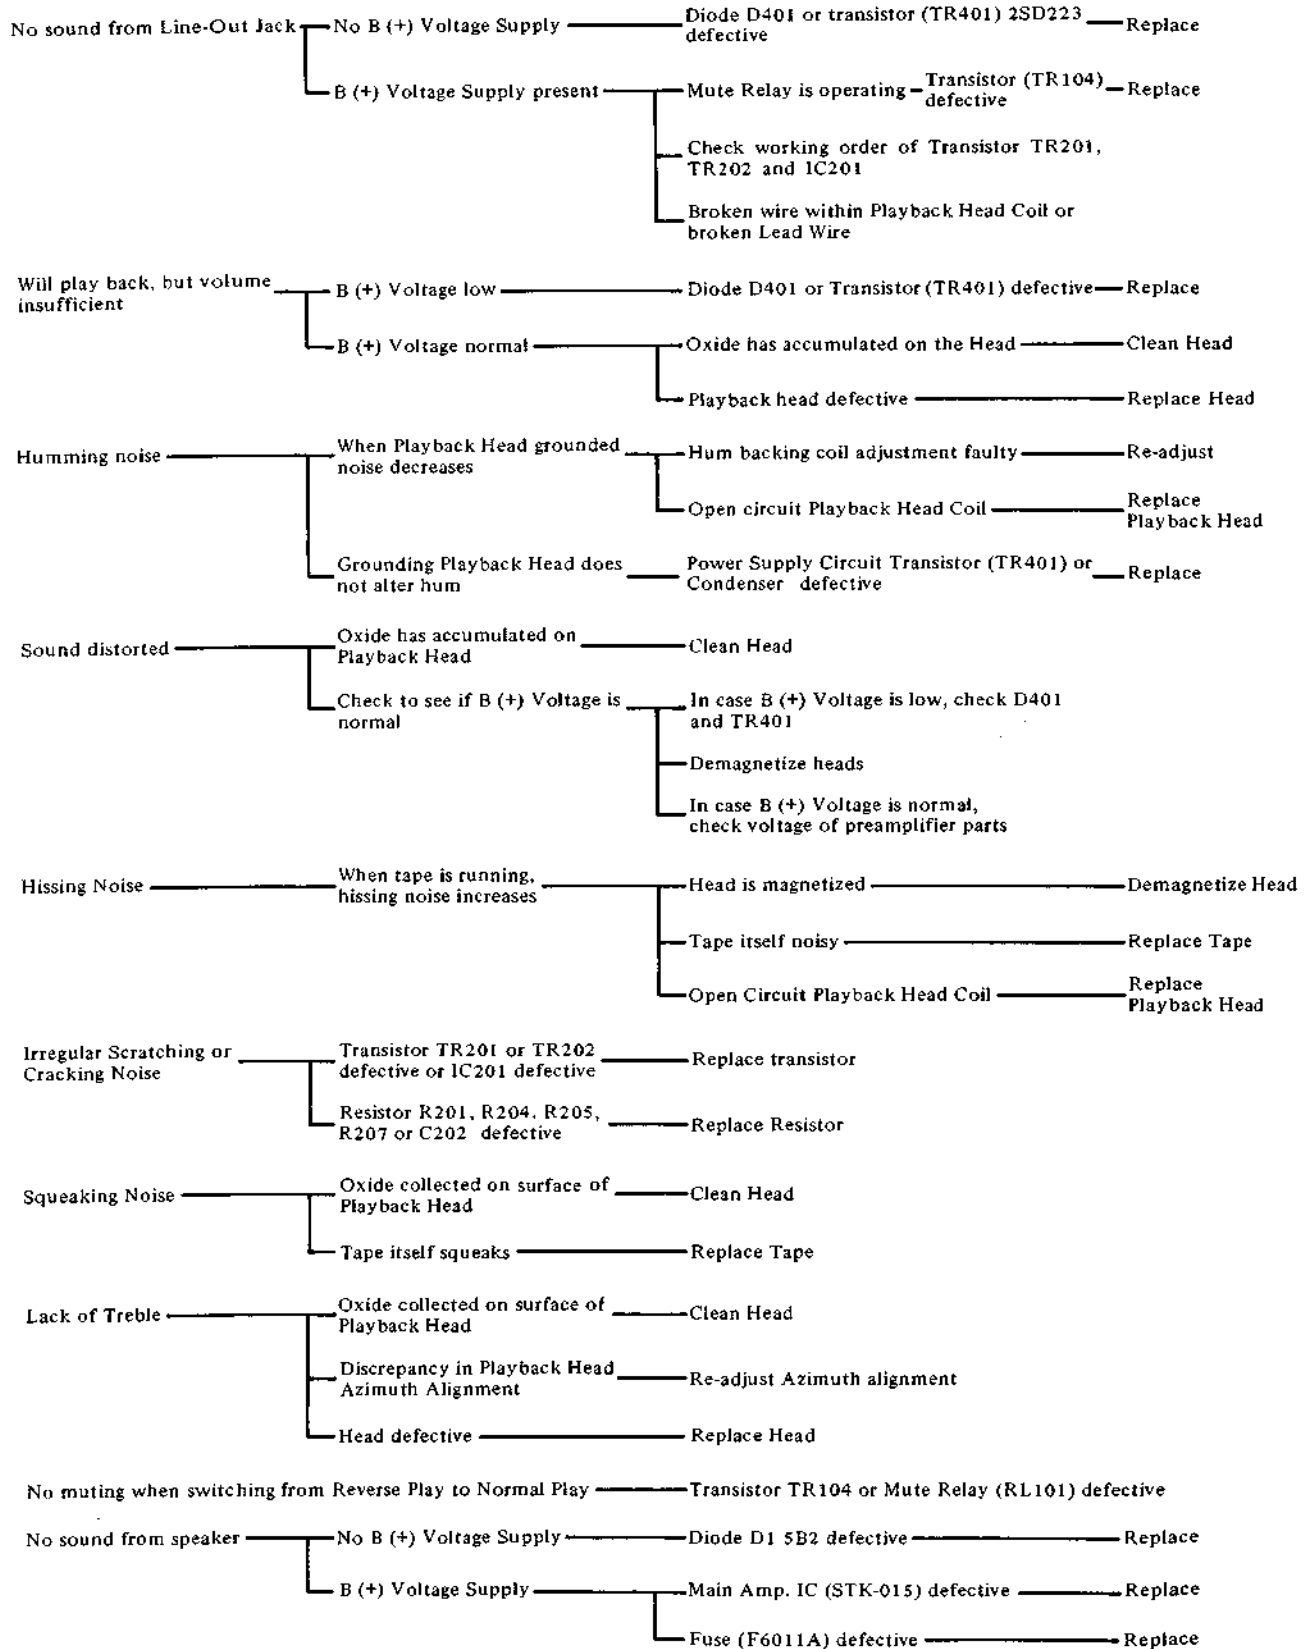 No sound from Line-Out Jack
No B (+) Voltage Supply
Diode D401 or transistor (TR401) 2SD223
defective
Replace
B (+) Voltage Supply present
Mute Relay is operating
Transistor (TR104)
defective
Replace
Check working order of Transistor TR201,
TR202 and IC201
Broken wire within Playback Head Coil or
broken Lead Wire
Will play back, but volume
insufficient
B (+) Voltage low
Diode D401 or Transistor (TR401) defective
Replace
B (+) Voltage normal
Oxide has accumulated on the Head
Clean Head
Playback head defective
Replace Head
Humming noise
When Playback Head grounded
noise decreases
Hum backing coil adjustment faulty
Re-adjust
Open circuit Playback Head Coil
Replace
Playback Head
Grounding Playback Head does
not alter hum
Power Supply Circuit Transistor (TR401) or
Condenser defective
Replace
Sound distorted
Oxide has accumulated on
Playback Head
Clean Head
Check to see if B (+) Voltage is
normal
In case B (+) Voltage is low, check D401
and TR401
Demagnetize heads
In case B (+) Voltage is normal,
check voltage of preamplifier parts
Hissing Noise
When tape is running,
hissing noise increases
Head is magnetized
Demagnetize Head
Tape itself noisy
Replace Tape
Open Circuit Playback Head Coil
Replace
Playback Head
Irregular Scratching or
Cracking Noise
Transistor TR201 or TR202
defective or IC201 defective
Replace transistor
Resistor R201, R204, R205,
R207 or C202 defective
Replace Resistor
Squeaking Noise
Oxide collected on surface of
Playback Head
Clean Head
Tape itself squeaks
Replace Tape
Lack of Treble
Oxide collected on surface of
Playback Head
Clean Head
Discrepancy in Playback Head
Azimuth Alignment
Re-adjust Azimuth alignment
Head defective
Replace Head
No muting when switching from Reverse Play to Normal Play
Transistor TR104 or Mute Relay (RL101) defective
No sound from speaker
No B (+) Voltage Supply
Diode D1 5B2 defective
Replace
B (+) Voltage Supply
Main Amp. IC (STK-015) defective
Replace
Fuse (F6011A) defective
Replace